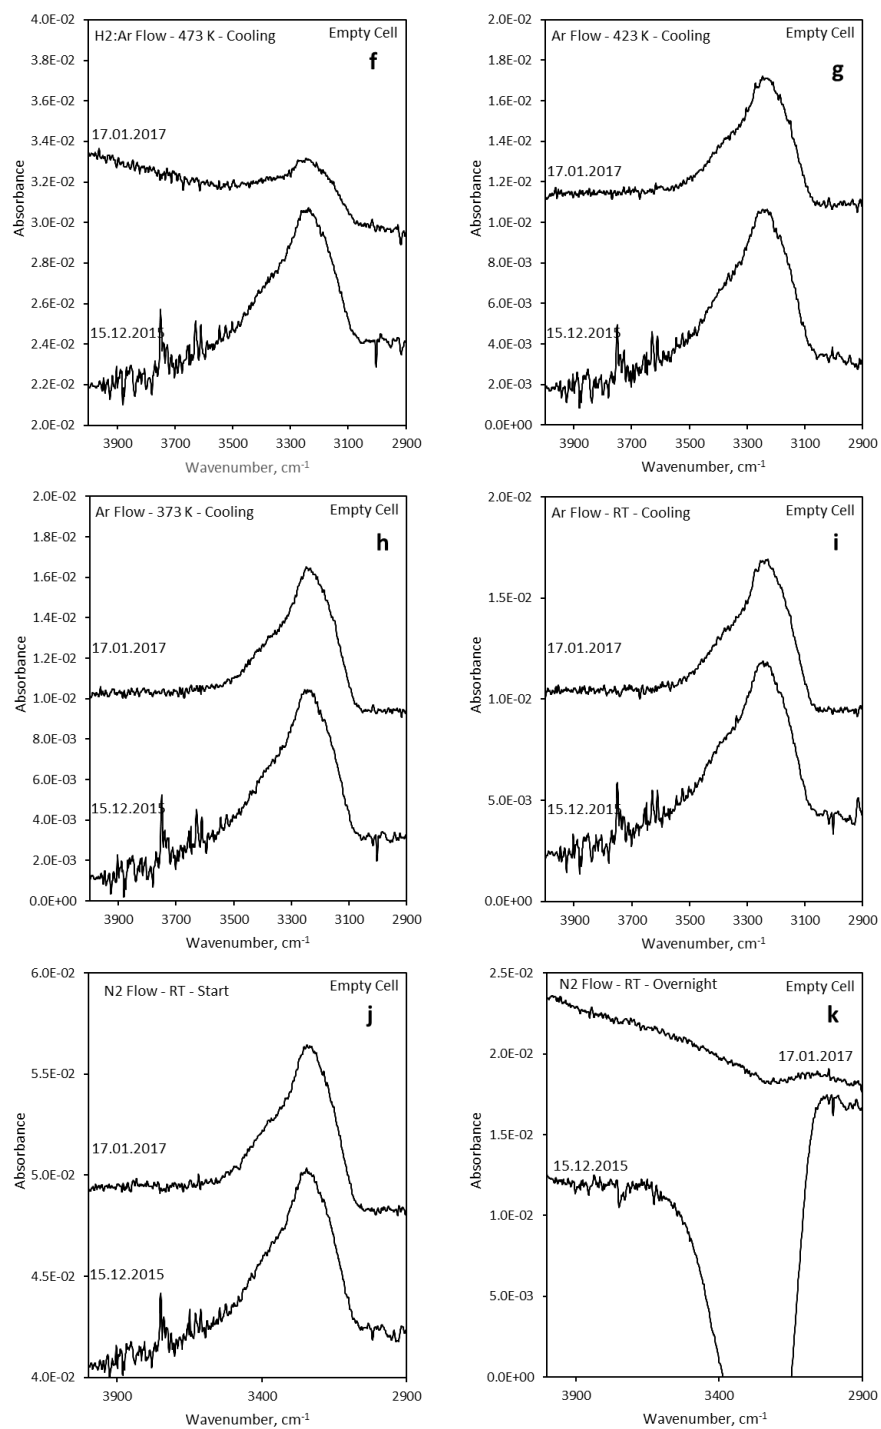 H2:Ar Flow - 473 K - Cooling
Empty Cell
f
4.0E-02
3.8E-02
3.6E-02
3.4E-02
3.2E-02
3.0E-02
2.8E-02
2.6E-02
2.4E-02
2.2E-02
2.0E-02
Absorbance
17.01.2017
15.12.2015
3900 3700 3500 3300 3100 2900
Wavenumber, cm-1
Ar Flow - 423 K - Cooling
Empty Cell
g
2.0E-02
1.8E-02
1.6E-02
1.4E-02
1.2E-02
1.0E-02
8.0E-03
6.0E-03
4.0E-03
2.0E-03
0.0E+00
Absorbance
17.01.2017
15.12.2015
3900 3700 3500 3300 3100 2900
Wavenumber, cm-1
Ar Flow - 373 K - Cooling
Empty Cell
h
2.0E-02
1.8E-02
1.6E-02
1.4E-02
1.2E-02
1.0E-02
8.0E-03
6.0E-03
4.0E-03
2.0E-03
0.0E+00
Absorbance
17.01.2017
15.12.2015
3900 3700 3500 3300 3100 2900
Wavenumber, cm-1
Ar Flow - RT - Cooling
Empty Cell
i
2.0E-02
1.5E-02
1.0E-02
5.0E-03
0.0E+00
Absorbance
17.01.2017
15.12.2015
3900 3700 3500 3300 3100 2900
Wavenumber, cm-1
N2 Flow - RT - Start
Empty Cell
j
6.0E-02
5.5E-02
5.0E-02
4.5E-02
4.0E-02
Absorbance
17.01.2017
15.12.2015
3900 3400 2900
Wavenumber, cm-1
N2 Flow - RT - Overnight
Empty Cell
k
2.5E-02
2.0E-02
1.5E-02
1.0E-02
5.0E-03
0.0E+00
Absorbance
17.01.2017
15.12.2015
3900 3400 2900
Wavenumber, cm-1